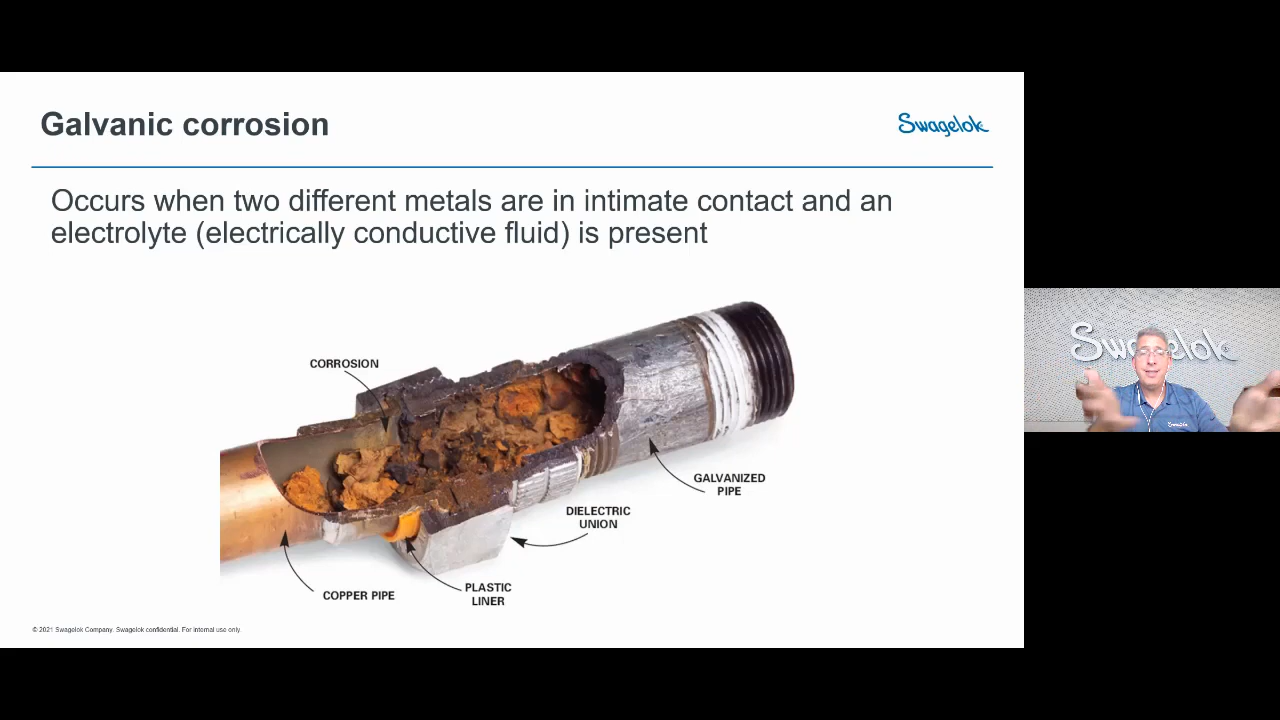 Galvanic corrosion
Swagelok
Occurs when two different metals are in intimate contact and an
electrolyte (electrically conductive fluid) is present
CORROSION
GALVANIZED
PIPE
DIELECTRIC
UNION
PLASTIC
LINER
COPPER PIPE
© 2021 Swagelok Company. Swagelok confidential. For internal use only.
Swagelok